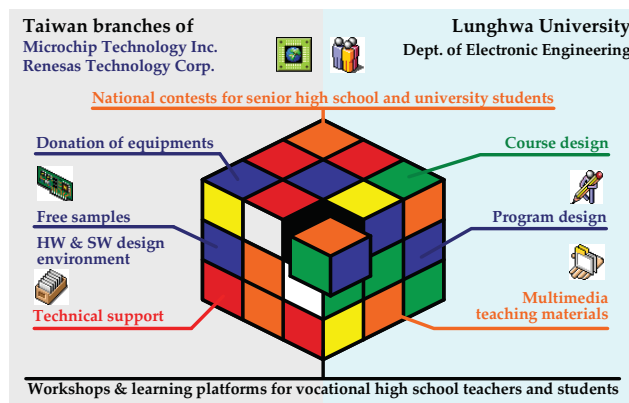 Taiwan branches of
Microchip Technology Inc.
Renesas Technology Corp.
Lunghwa University
Dept. of Electronic Engineering
National contests for senior high school and university students
Donation of equipments
Course design
Free samples
Program design
HW & SW design
environment
Technical support
Multimedia
teaching materials
Workshops & learning platforms for vocational high school teachers and students